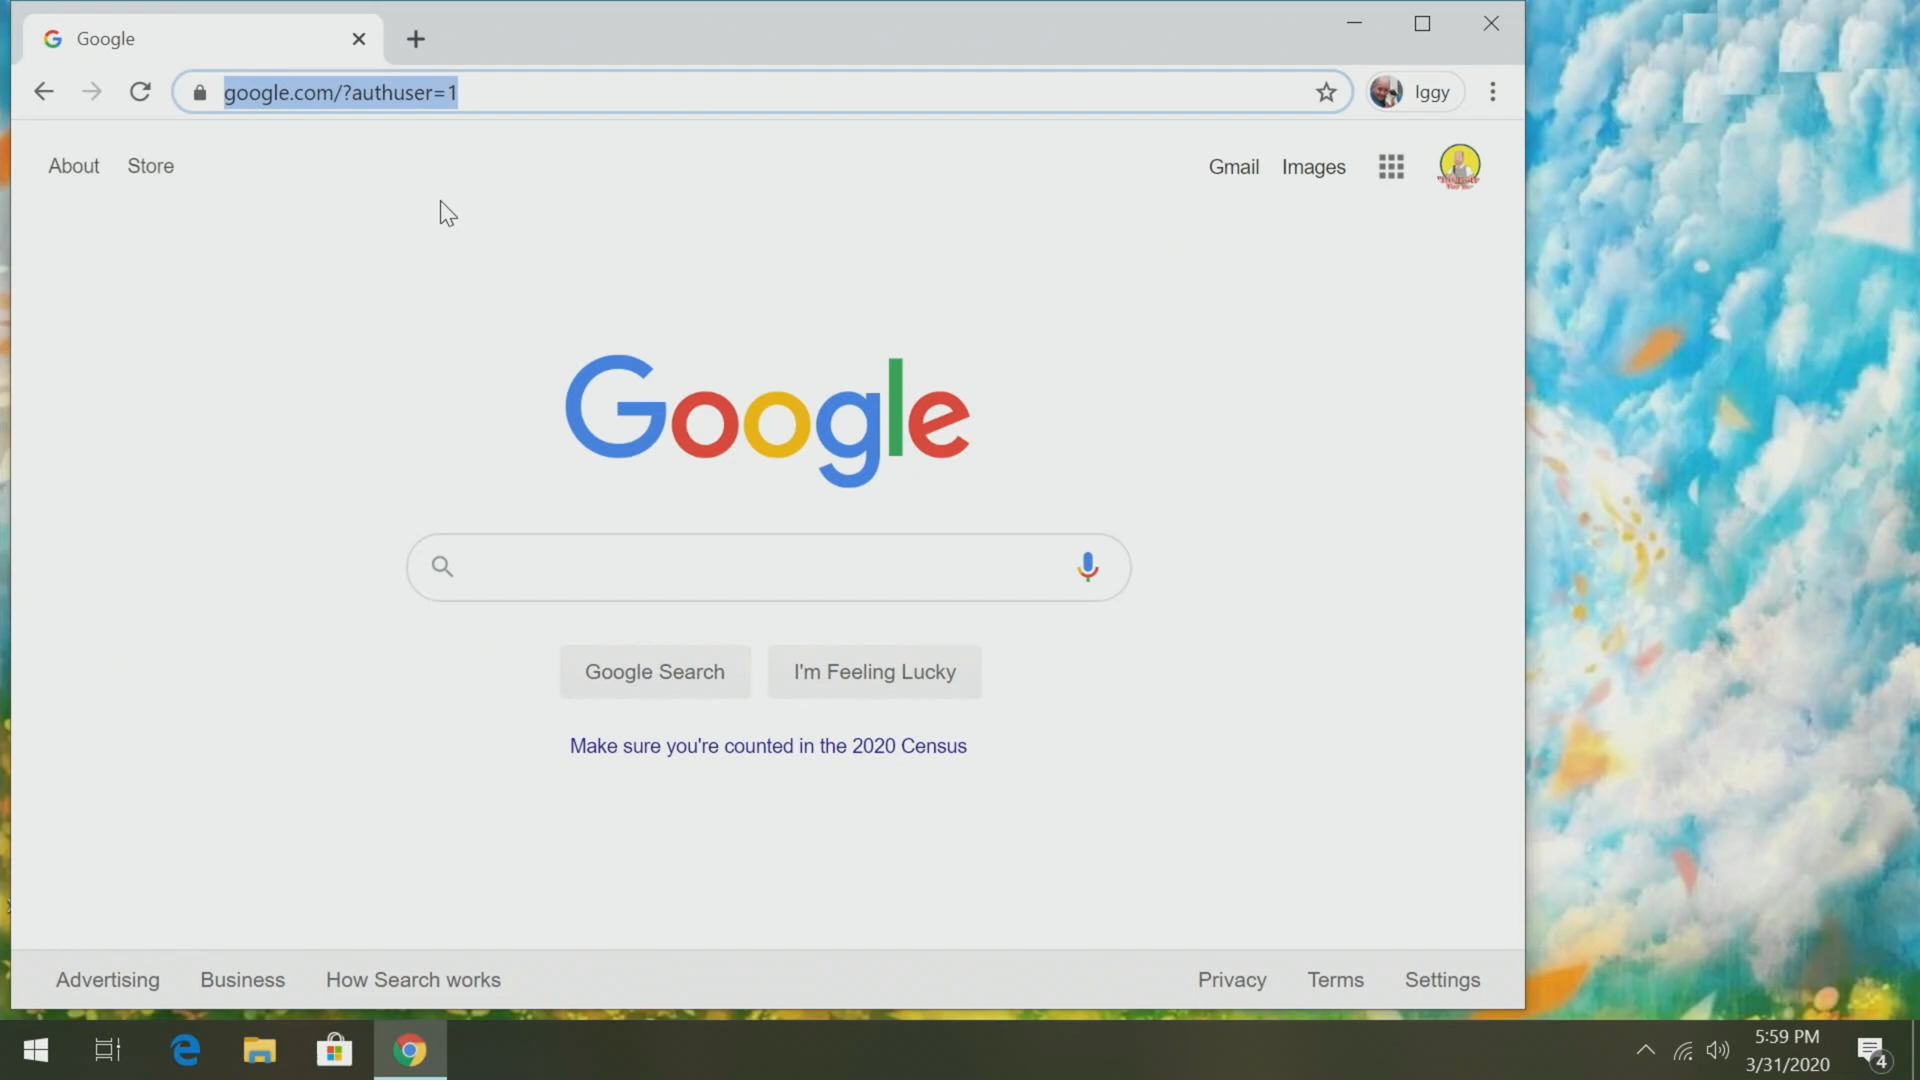 Google
google.com/?authuser=1
Iggy
About Store
Gmail Images
Google
Google Search I'm Feeling Lucky
Make sure you're counted in the 2020 Census
Advertising Business How Search works
Privacy Terms Settings
5:59 PM
3/31/2020
4